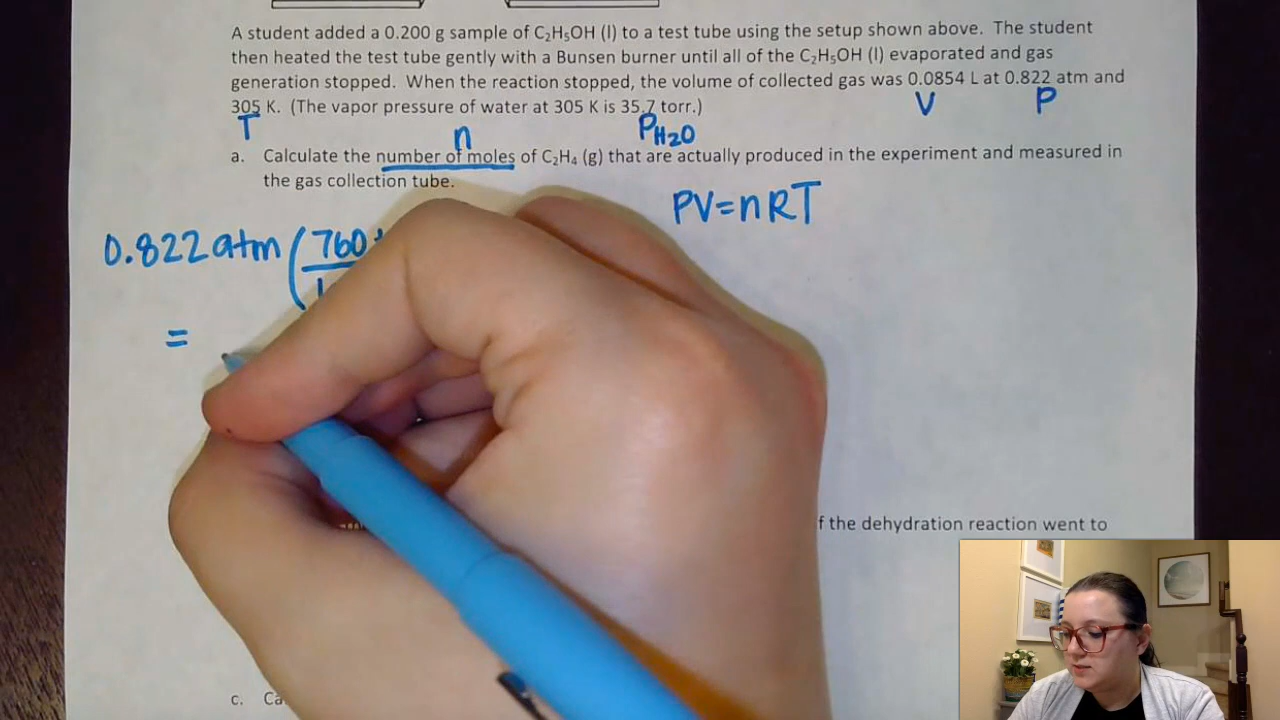 A student added a 0.200 g sample of C₂H₅OH (l) to a test tube using the setup shown above. The student
then heated the test tube gently with a Bunsen burner until all of the C₂H₅OH (l) evaporated and gas
generation stopped. When the reaction stopped, the volume of collected gas was 0.0854 L at 0.822 atm and
305 K. (The vapor pressure of water at 305 K is 35.7 torr.)
V P
T n PH₂O
a. Calculate the number of moles of C₂H₄ (g) that are actually produced in the experiment and measured in
the gas collection tube.
PV=nRT
0.822 atm (760
=
f the dehydration reaction went to
c. Ca